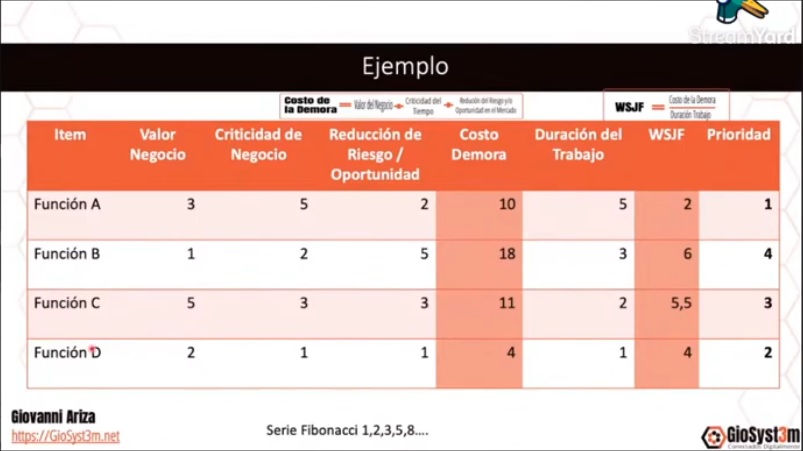 StreamYard
Ejemplo
Costo de la Demora = Valor del Negocio + Criticidad del Tiempo + Reducción del Riesgo y/o Oportunidad en el Mercado
WSJF = Costo de la Demora
Duración Trabajo
Item Valor Negocio Criticidad de Negocio Reducción de Riesgo / Oportunidad Costo Demora Duración del Trabajo WSJF Prioridad
Función A 3 5 2 10 5 2 1
Función B 1 2 5 18 3 6 4
Función C 5 3 3 11 2 5,5 3
Función D 2 1 1 4 1 4 2
Giovanni Ariza
https://GioSyst3m.net
Serie Fibonacci 1,2,3,5,8....
GioSyst3m
Conectados Digitalmente